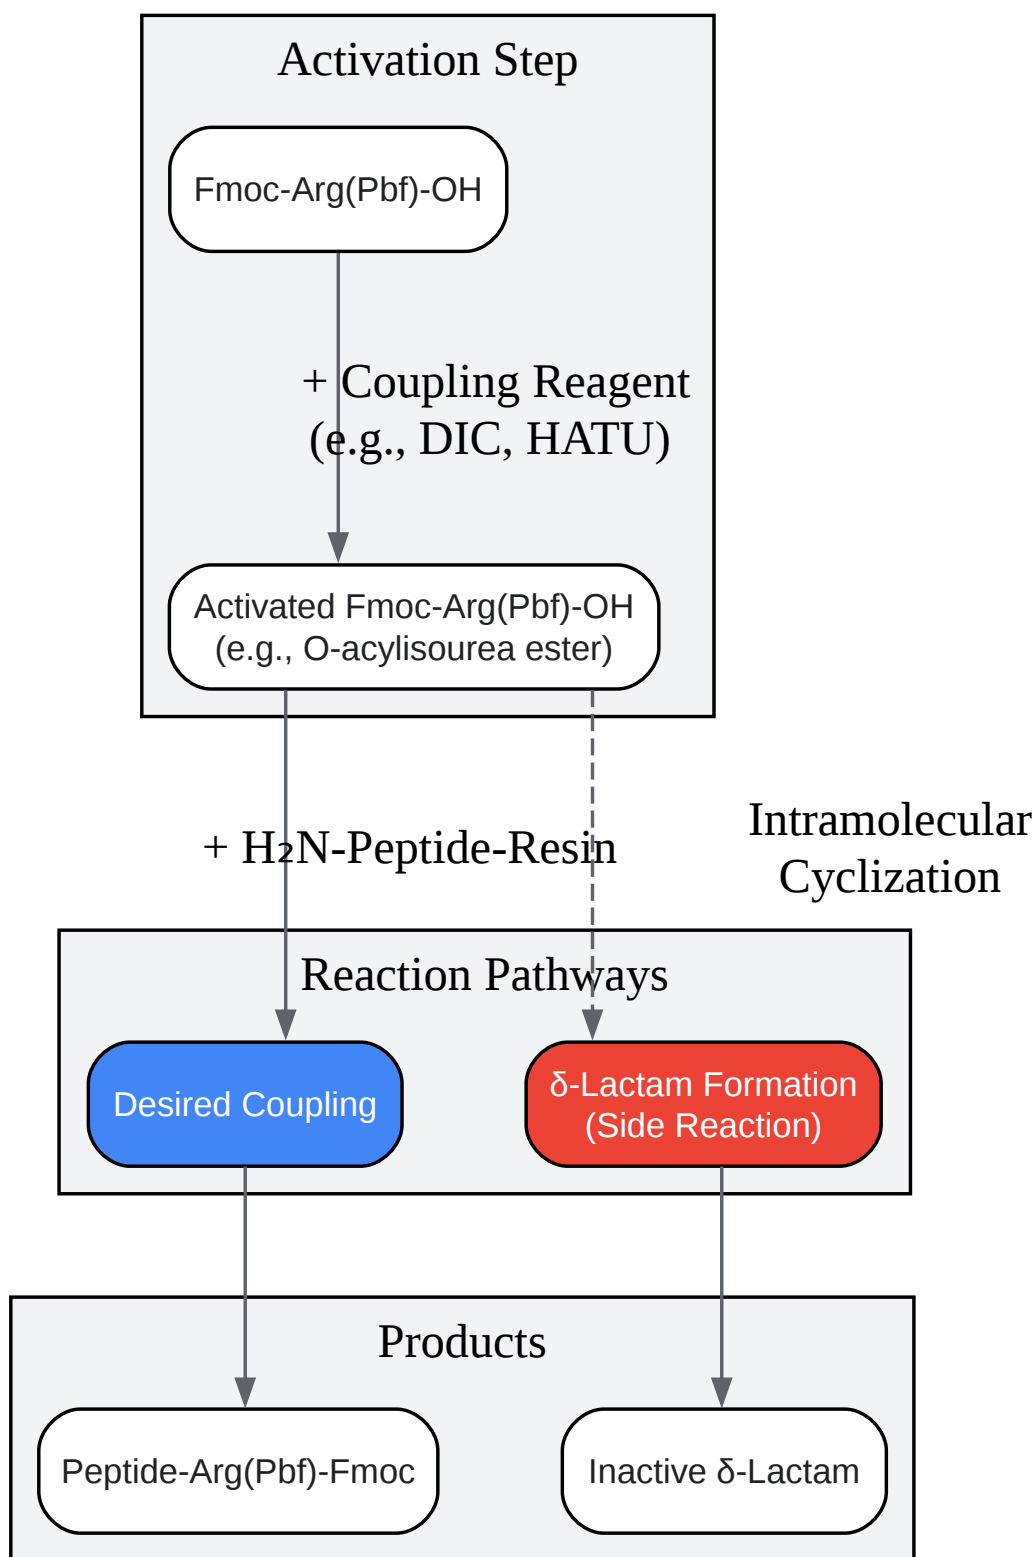 Activation Step
Fmoc-Arg(Pbf)-OH
+ Coupling Reagent
(e.g., DIC, HATU)
Activated Fmoc-Arg(Pbf)-OH
(e.g., O-acylisourea ester)
+ H₂N-Peptide-Resin
Intramolecular
Cyclization
Reaction Pathways
Desired Coupling
δ-Lactam Formation
(Side Reaction)
Products
Peptide-Arg(Pbf)-Fmoc
Inactive δ-Lactam